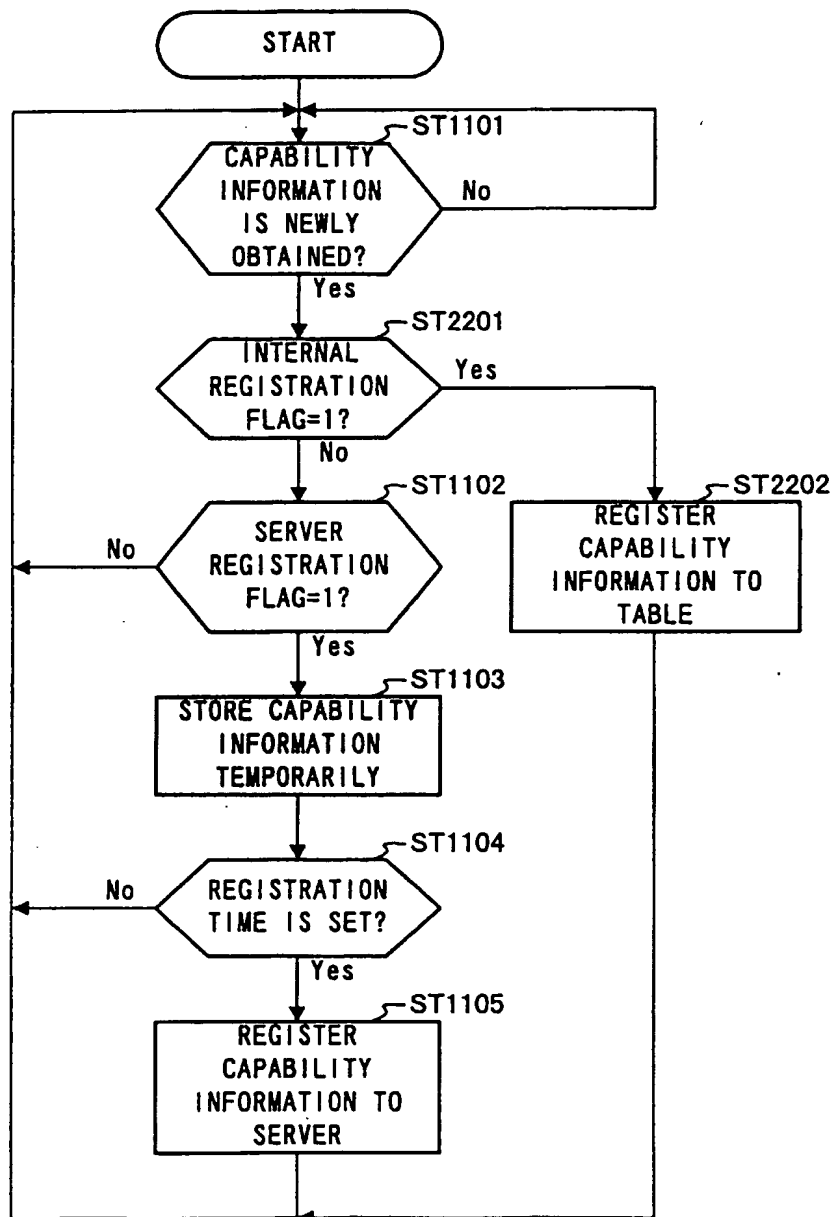 START
ST1101
CAPABILITY
INFORMATION
IS NEWLY
OBTAINED?
No
Yes
ST2201
INTERNAL
REGISTRATION
FLAG=1?
Yes
No
ST1102
SERVER
REGISTRATION
FLAG=1?
No
Yes
ST2202
REGISTER
CAPABILITY
INFORMATION TO
TABLE
ST1103
STORE CAPABILITY
INFORMATION
TEMPORARILY
ST1104
REGISTRATION
TIME IS SET?
No
Yes
ST1105
REGISTER
CAPABILITY
INFORMATION TO
SERVER